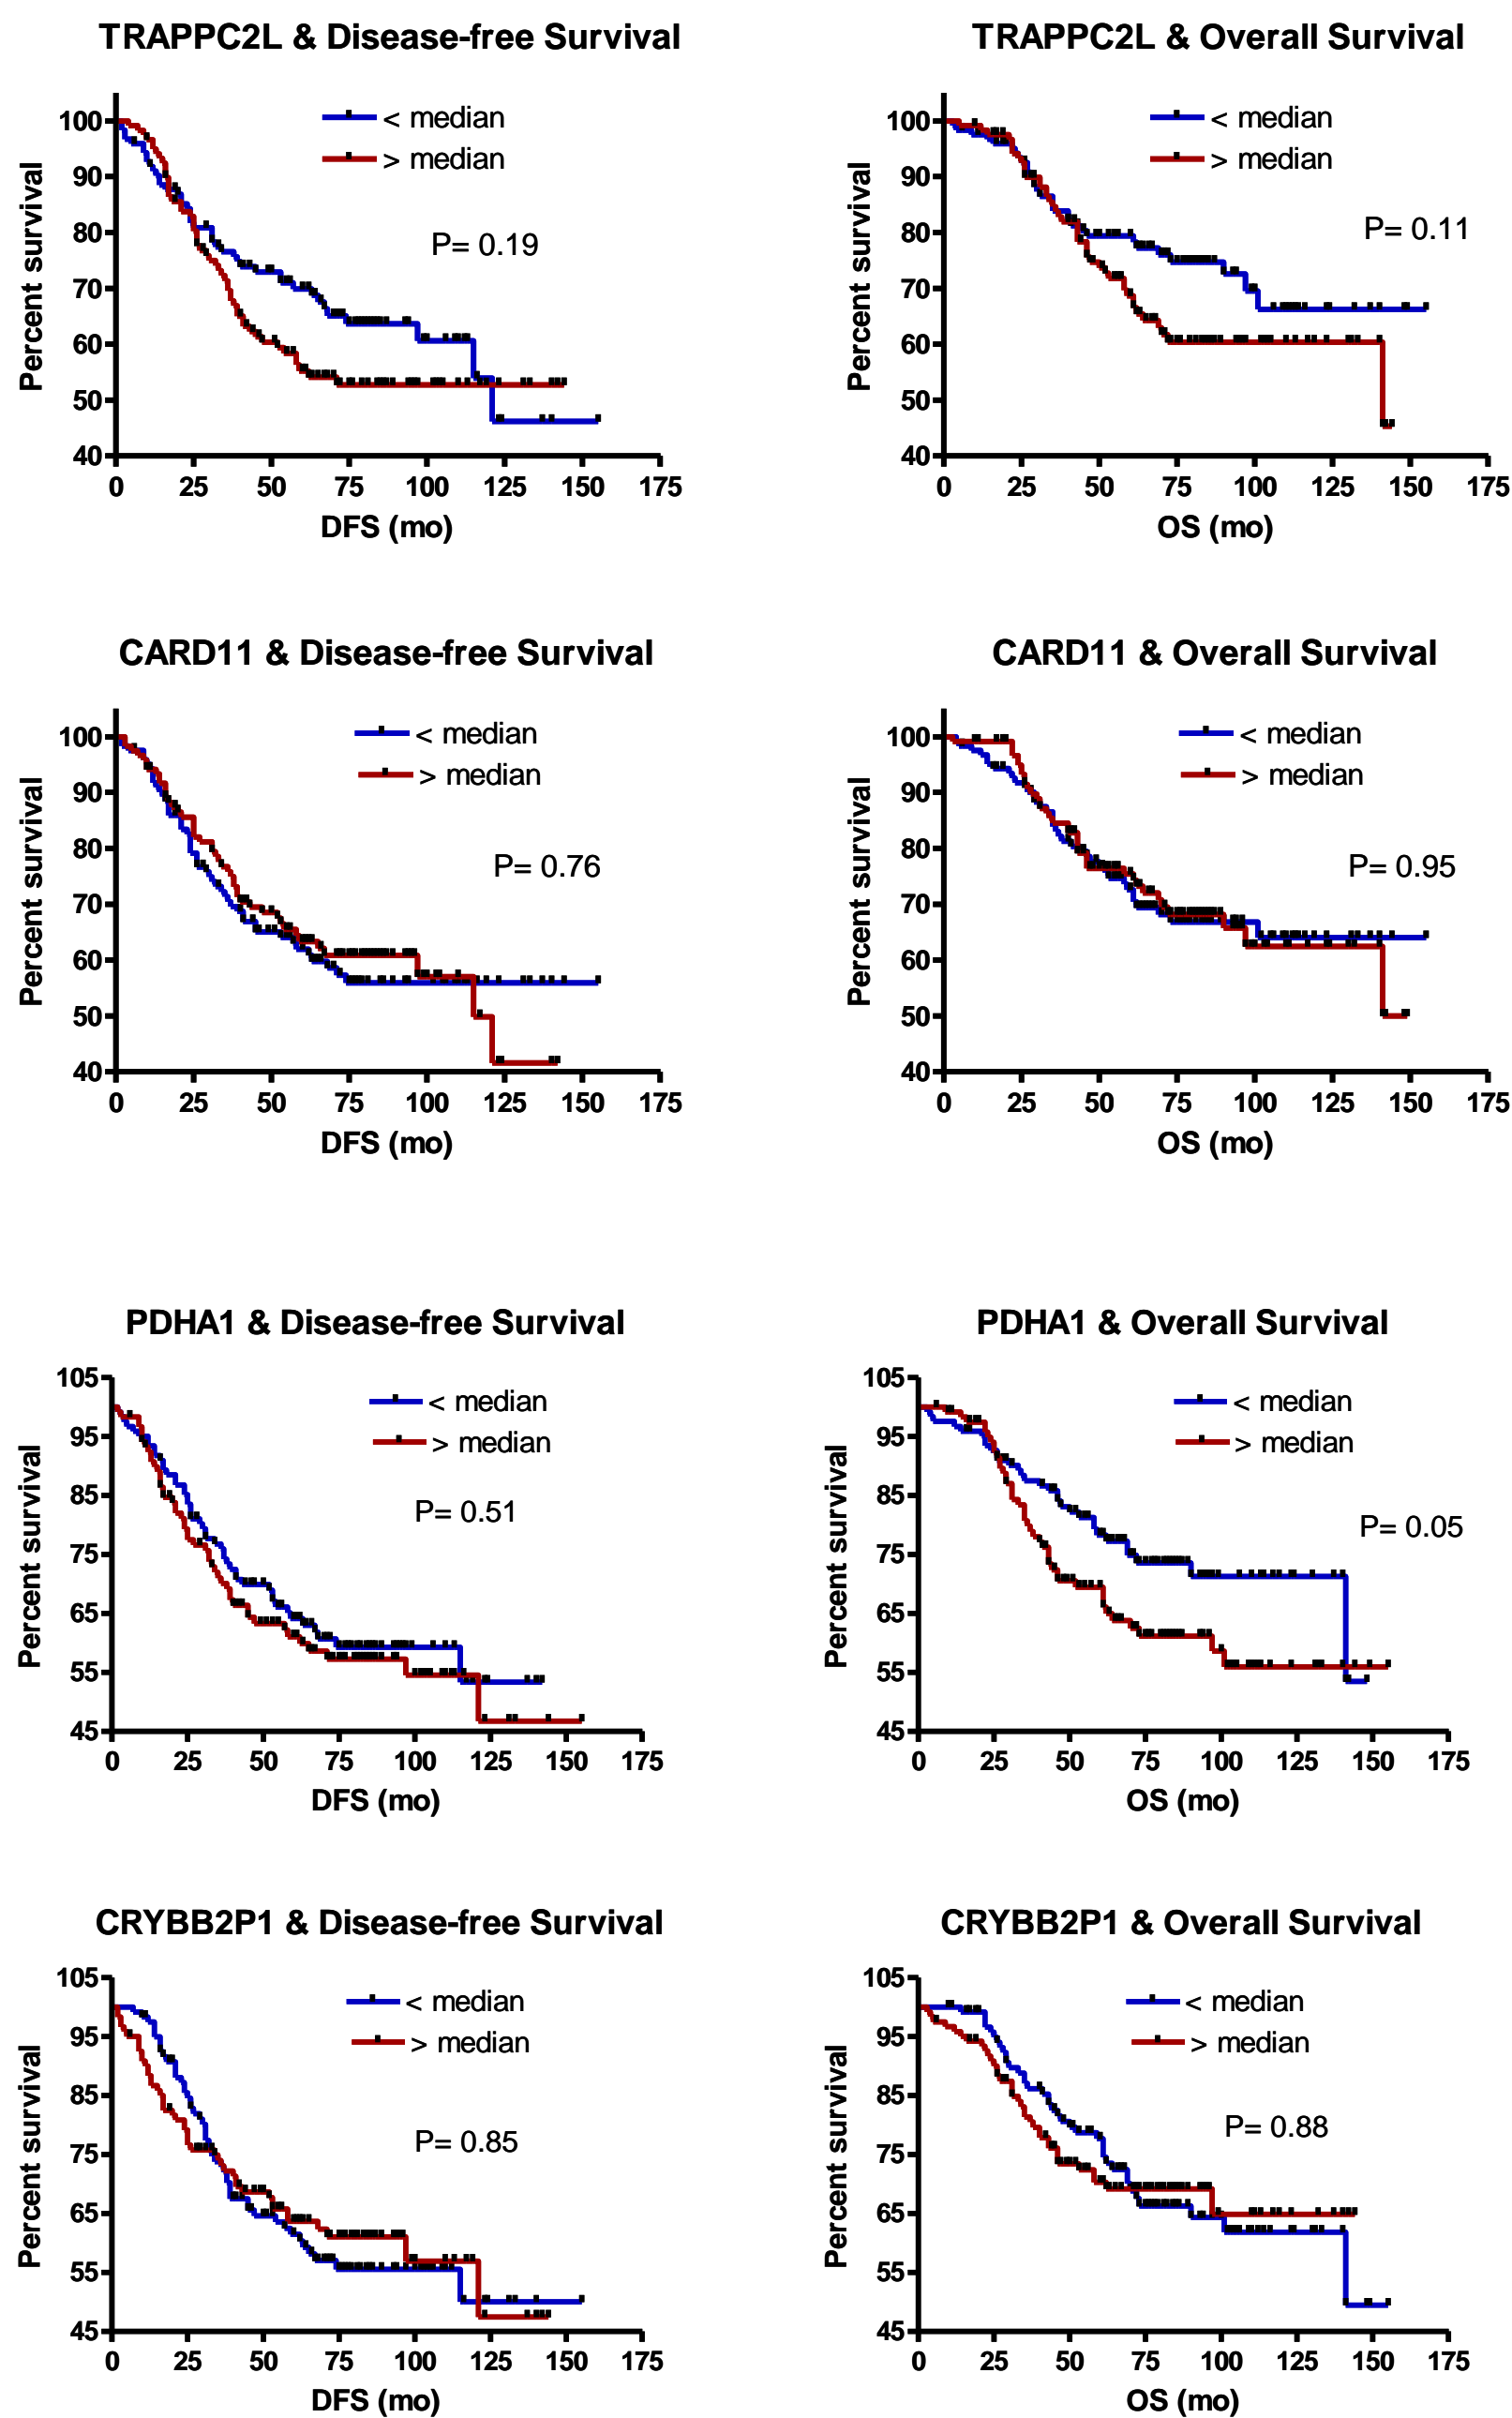 TRAPPC2L & Disease-free Survival
100
90
80
70
60
50
40
Percent survival
< median
> median
P= 0.19
0 25 50 75 100 125 150 175
DFS (mo)
TRAPPC2L & Overall Survival
100
90
80
70
60
50
40
Percent survival
< median
> median
P= 0.11
0 25 50 75 100 125 150 175
OS (mo)
CARD11 & Disease-free Survival
100
90
80
70
60
50
40
Percent survival
< median
> median
P= 0.76
0 25 50 75 100 125 150 175
DFS (mo)
CARD11 & Overall Survival
100
90
80
70
60
50
40
Percent survival
< median
> median
P= 0.95
0 25 50 75 100 125 150 175
OS (mo)
PDHA1 & Disease-free Survival
105
95
85
75
65
55
45
Percent survival
< median
> median
P= 0.51
0 25 50 75 100 125 150 175
DFS (mo)
PDHA1 & Overall Survival
105
95
85
75
65
55
45
Percent survival
< median
> median
P= 0.05
0 25 50 75 100 125 150 175
OS (mo)
CRYBB2P1 & Disease-free Survival
105
95
85
75
65
55
45
Percent survival
< median
> median
P= 0.85
0 25 50 75 100 125 150 175
DFS (mo)
CRYBB2P1 & Overall Survival
105
95
85
75
65
55
45
Percent survival
< median
> median
P= 0.88
0 25 50 75 100 125 150 175
OS (mo)